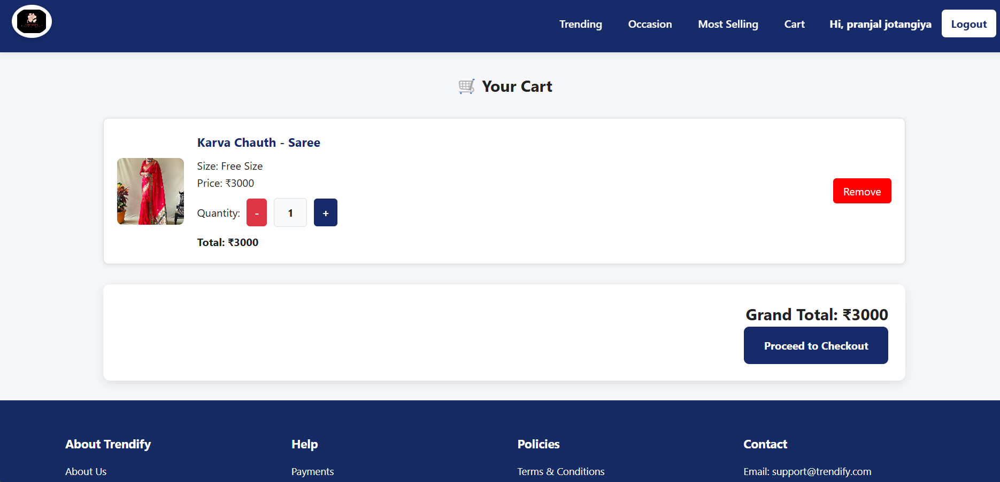 Trending Occasion Most Selling Cart Hi, pranjal jotangiya Logout
Your Cart
Karva Chauth - Saree
Size: Free Size
Price: ₹3000
Quantity: - 1 +
Total: ₹3000
Remove
Grand Total: ₹3000
Proceed to Checkout
About Trendify Help Policies Contact
About Us Payments Terms & Conditions Email: support@trendify.com